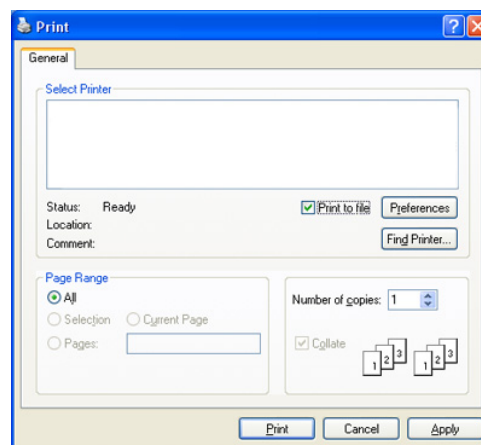 Print
General
Select Printer
Status: Ready
Print to file
Preferences
Location:
Comment:
Find Printer...
Page Range
All
Selection
Current Page
Pages:
Number of copies: 1
Collate
1 2 3 1 2 3
Print
Cancel
Apply